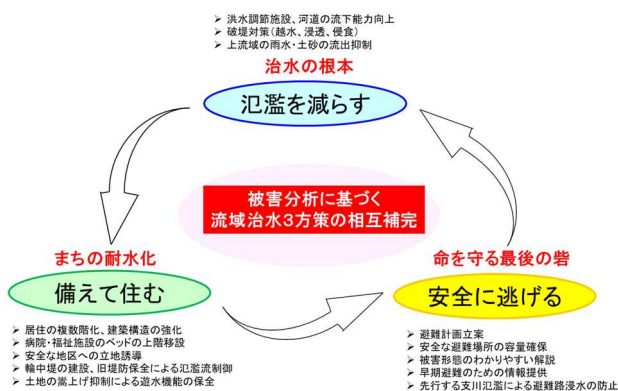 ➢ 洪水調節施設、河道の流下能力向上
➢ 破堤対策(越水、浸透、侵食)
➢ 上流域の雨水・土砂の流出抑制
治水の根本
氾濫を減らす
被害分析に基づく
流域治水3方策の相互補完
まちの耐水化
備えて住む
➢ 居住の複数階化、建築構造の強化
➢ 病院・福祉施設のベッドの上階移設
➢ 安全な地区への立地誘導
➢ 輪中堤の建設、旧堤防保全による氾濫流制御
➢ 土地の嵩上げ抑制による遊水機能の保全
命を守る最後の砦
安全に逃げる
➢ 避難計画立案
➢ 安全な避難場所の容量確保
➢ 被害形態のわかりやすい解説
➢ 早期避難のための情報提供
➢ 先行する支川氾濫による避難路浸水の防止